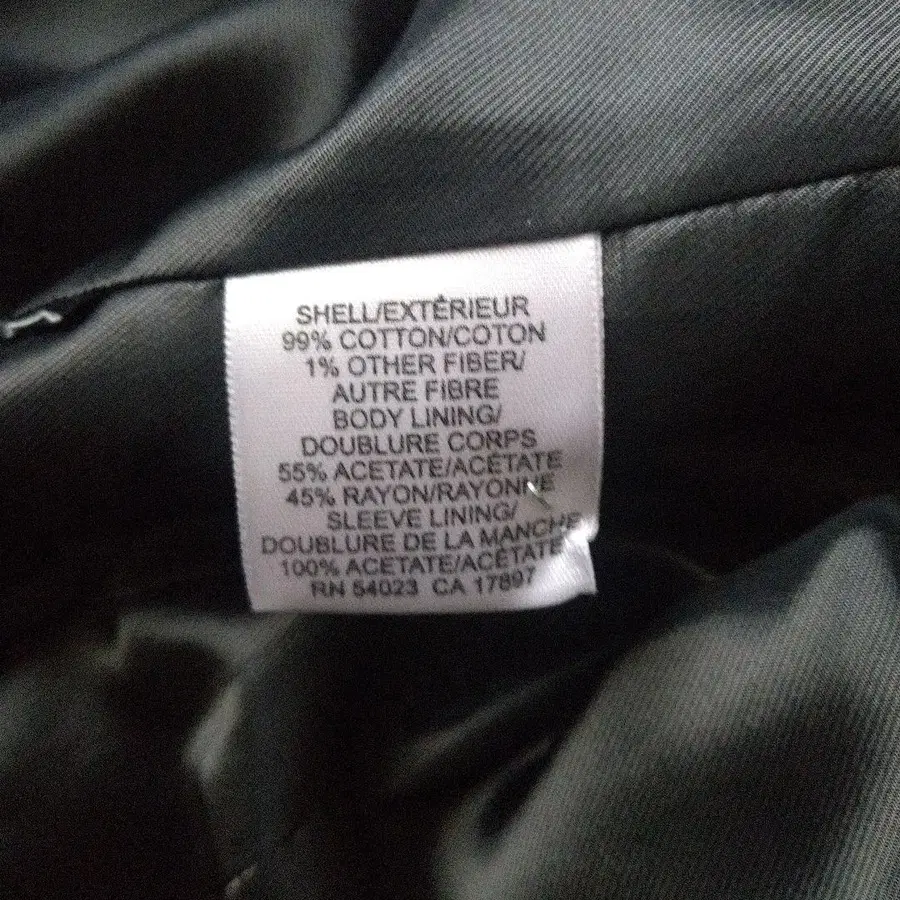 SHELL/EXTÉRIEUR
99% COTTON/COTON
1% OTHER FIBER/
AUTRE FIBRE
BODY LINING/
DOUBLURE CORPS
55% ACETATE/ACÉTATE
45% RAYON/RAYONNE
SLEEVE LINING/
DOUBLURE DE LA MANCHE
100% ACETATE/ACÉTATE
RN 54023 CA 17897